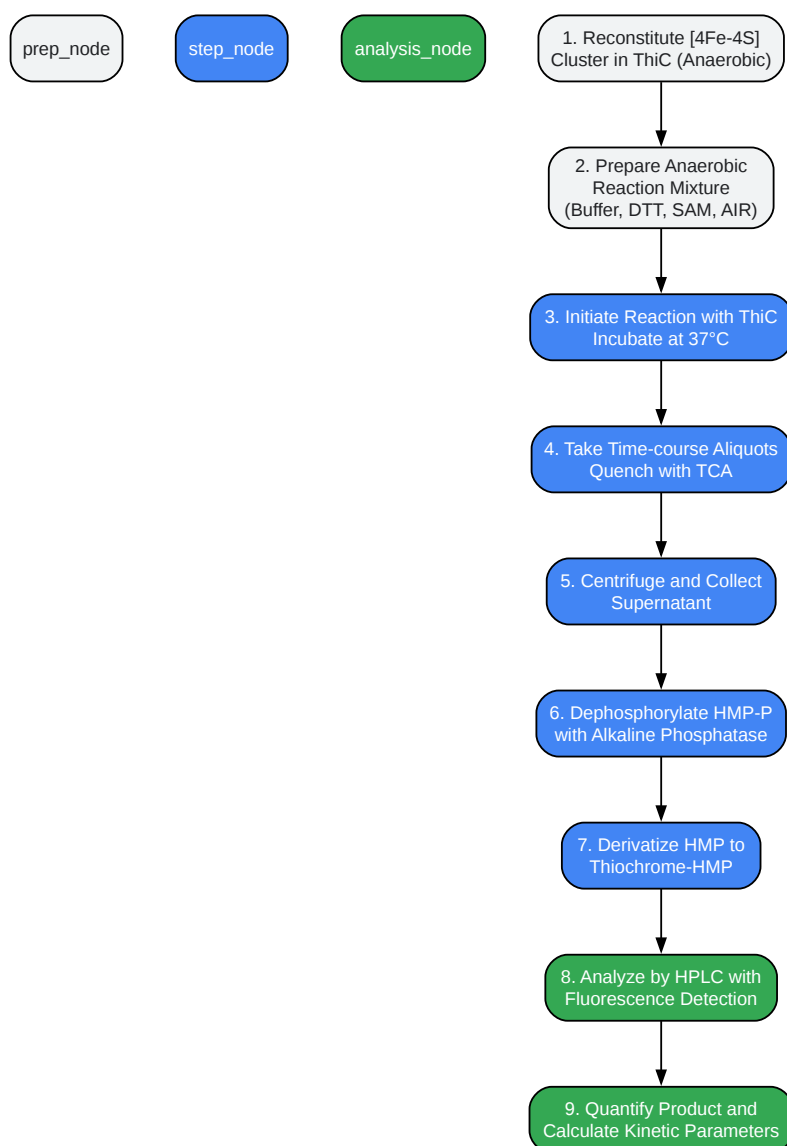 prep_node
step_node
analysis_node
1. Reconstitute [4Fe-4S]
Cluster in ThiC (Anaerobic)
2. Prepare Anaerobic
Reaction Mixture
(Buffer, DTT, SAM, AIR)
3. Initiate Reaction with ThiC
Incubate at 37°C
4. Take Time-course Aliquots
Quench with TCA
5. Centrifuge and Collect
Supernatant
6. Dephosphorylate HMP-P
with Alkaline Phosphatase
7. Derivatize HMP to
Thiochrome-HMP
8. Analyze by HPLC with
Fluorescence Detection
9. Quantify Product and
Calculate Kinetic Parameters